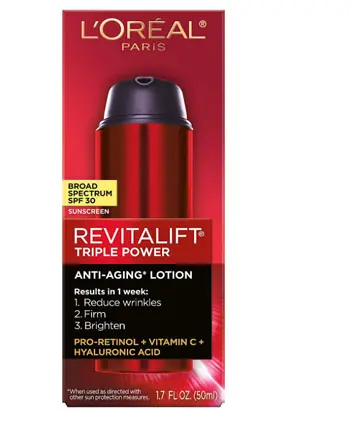 L'ORÉAL
PARIS
BROAD
SPECTRUM
SPF 30
SUNSCREEN
REVITALIFT®
TRIPLE POWER
ANTI-AGING* LOTION
Results in 1 week:
1. Reduce wrinkles
2. Firm
3. Brighten
PRO-RETINOL + VITAMIN C +
HYALURONIC ACID
*When used as directed with
other sun protection measures.
1.7 FL. OZ. (50ml)